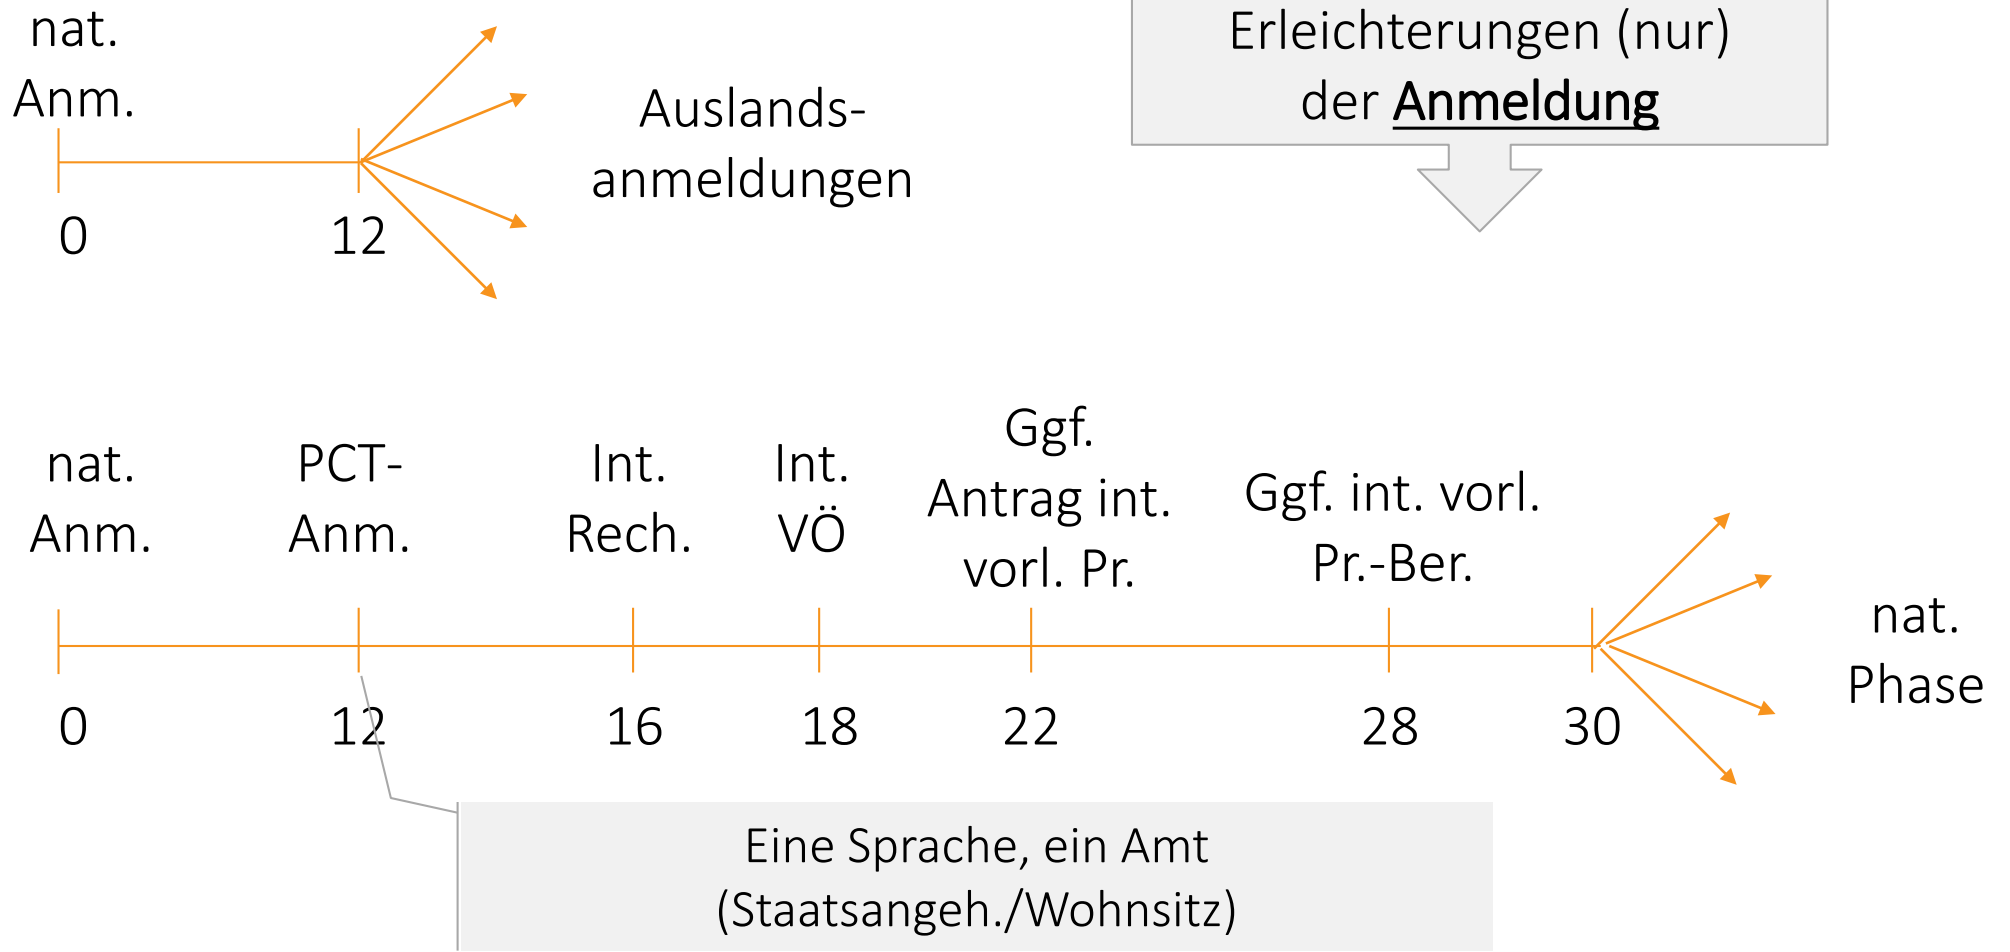 nat.
Anm.
0
12
Auslands-
anmeldungen
Erleichterungen (nur)
der Anmeldung
nat.
Anm.
PCT-
Anm.
Int.
Rech.
Int.
VÖ
Ggf.
Antrag int.
vorl. Pr.
Ggf. int. vorl.
Pr.-Ber.
nat.
Phase
0
12
16
18
22
28
30
Eine Sprache, ein Amt
(Staatsangeh./Wohnsitz)